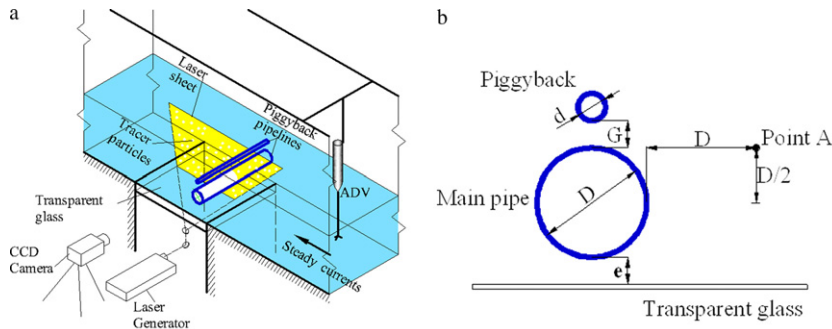 a
Laser
sheet
Piggyback
pipelines
Tracer
particles
Transparent
glass
ADV
CCD
Camera
Steady currents
Laser
Generator
b
Piggyback
d
G
D
Point A
D/2
Main pipe
D
e
Transparent glass